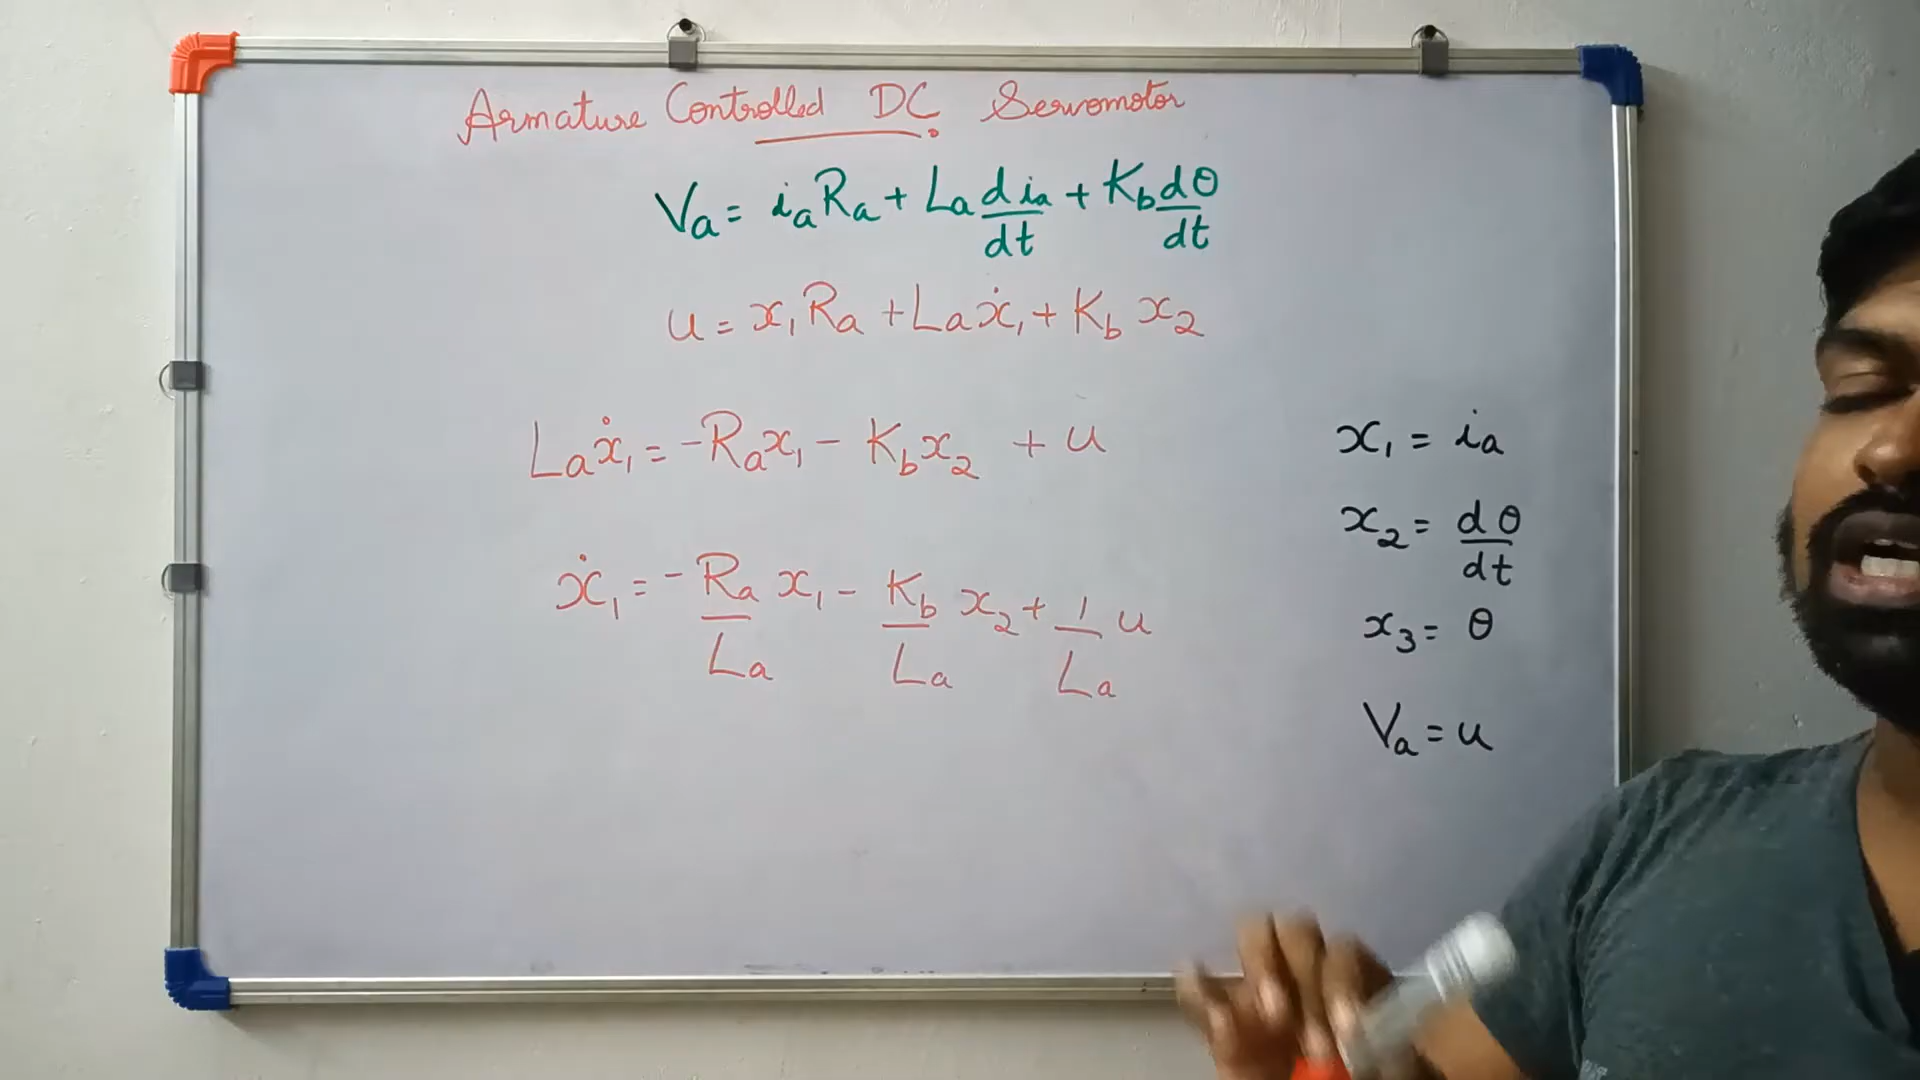 Armature Controlled DC Servomotor
Va = iaRa + La dia/dt + Kb dθ/dt
u = x₁Ra + Laẋ₁ + Kb x₂
Laẋ₁ = -Rax₁ - Kbx₂ + u
ẋ₁ = -Ra/La x₁ - Kb/La x₂ + 1/La u
x₁ = ia
x₂ = dθ/dt
x₃ = θ
Va = u